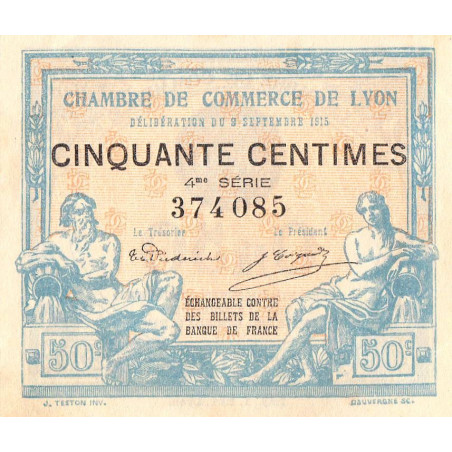 CHAMBRE DE COMMERCE DE LYON
DÉLIBÉRATION DU 9 SEPTEMBRE 1915
CINQUANTE CENTIMES
4me SÉRIE
374085
Le Trésorier Le Président
ÉCHANGEABLE CONTRE
DES BILLETS DE LA
BANQUE DE FRANCE
50c 50c
J. TESTON INV. DAUVERGNE SC.